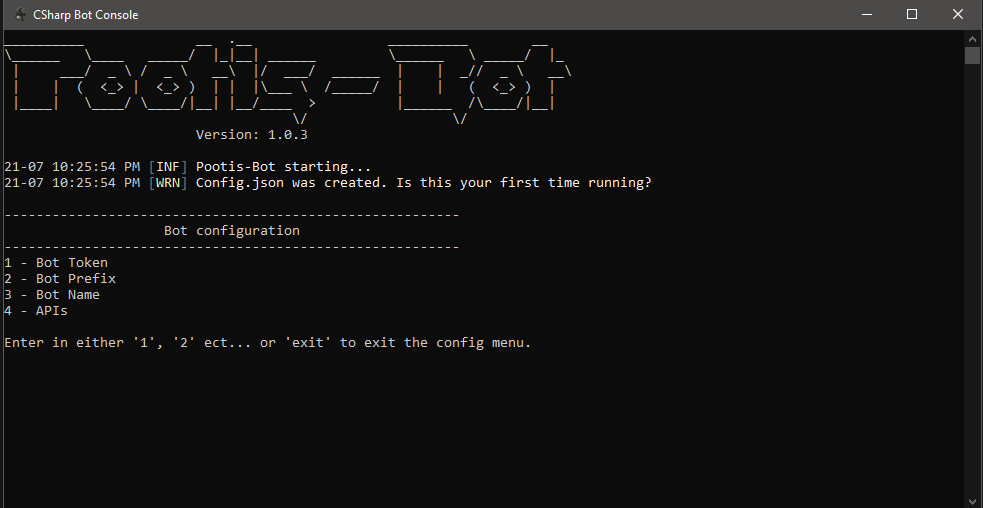 CSharp Bot Console
Pootis-Bot
Version: 1.0.3
21-07 10:25:54 PM [INF] Pootis-Bot starting...
21-07 10:25:54 PM [WRN] Config.json was created. Is this your first time running?
---------------------------------------------------------
Bot configuration
---------------------------------------------------------
1 - Bot Token
2 - Bot Prefix
3 - Bot Name
4 - APIs
Enter in either '1', '2' ect... or 'exit' to exit the config menu.